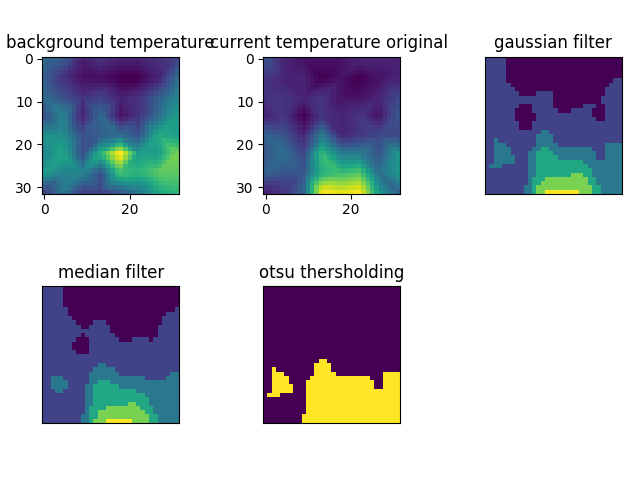 background temperature
current temperature original
gaussian filter
0
10
20
30
0
20
0
10
20
30
0
20
median filter
otsu thersholding